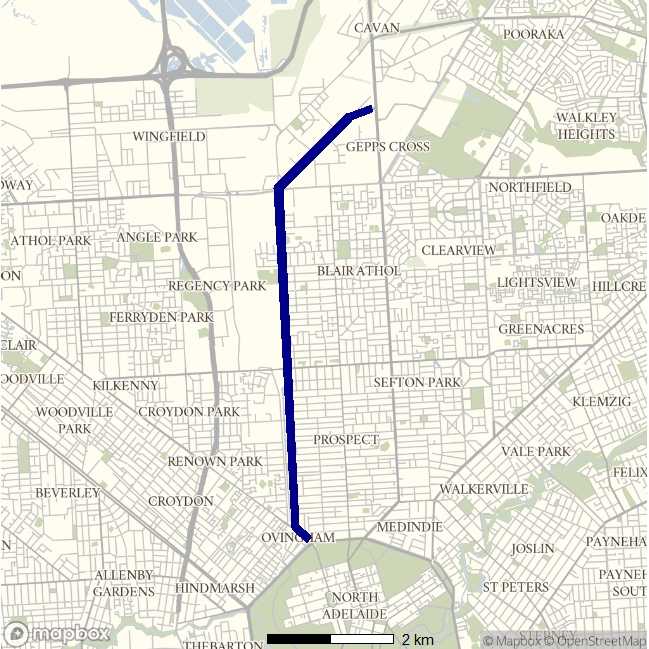 CAVAN
POORAKA
WINGFIELD
WALKLEY
HEIGHTS
GEPPS CROSS
OWAY
NORTHFIELD
OAKDE
ATHOL PARK
ANGLE PARK
CLEARVIEW
ON
BLAIR ATHOL
REGENCY PARK
LIGHTSVIEW
HILLCRE
FERRYDEN PARK
GREENACRES
CLAIR
OODVILLE
KILKENNY
SEFTON PARK
WOODVILLE
PARK
CROYDON PARK
KLEMZIG
PROSPECT
VALE PARK
RENOWN PARK
FELIX
BEVERLEY
CROYDON
WALKERVILLE
MEDINDIE
OVINGHAM
N
JOSLIN
PAYNEHA
ALLENBY
GARDENS
HINDMARSH
ST PETERS
PAYNEHA
SOUT
NORTH
ADELAIDE
THEBARTON
STEPNEY
mapbox
2 km
© Mapbox © OpenStreetMap